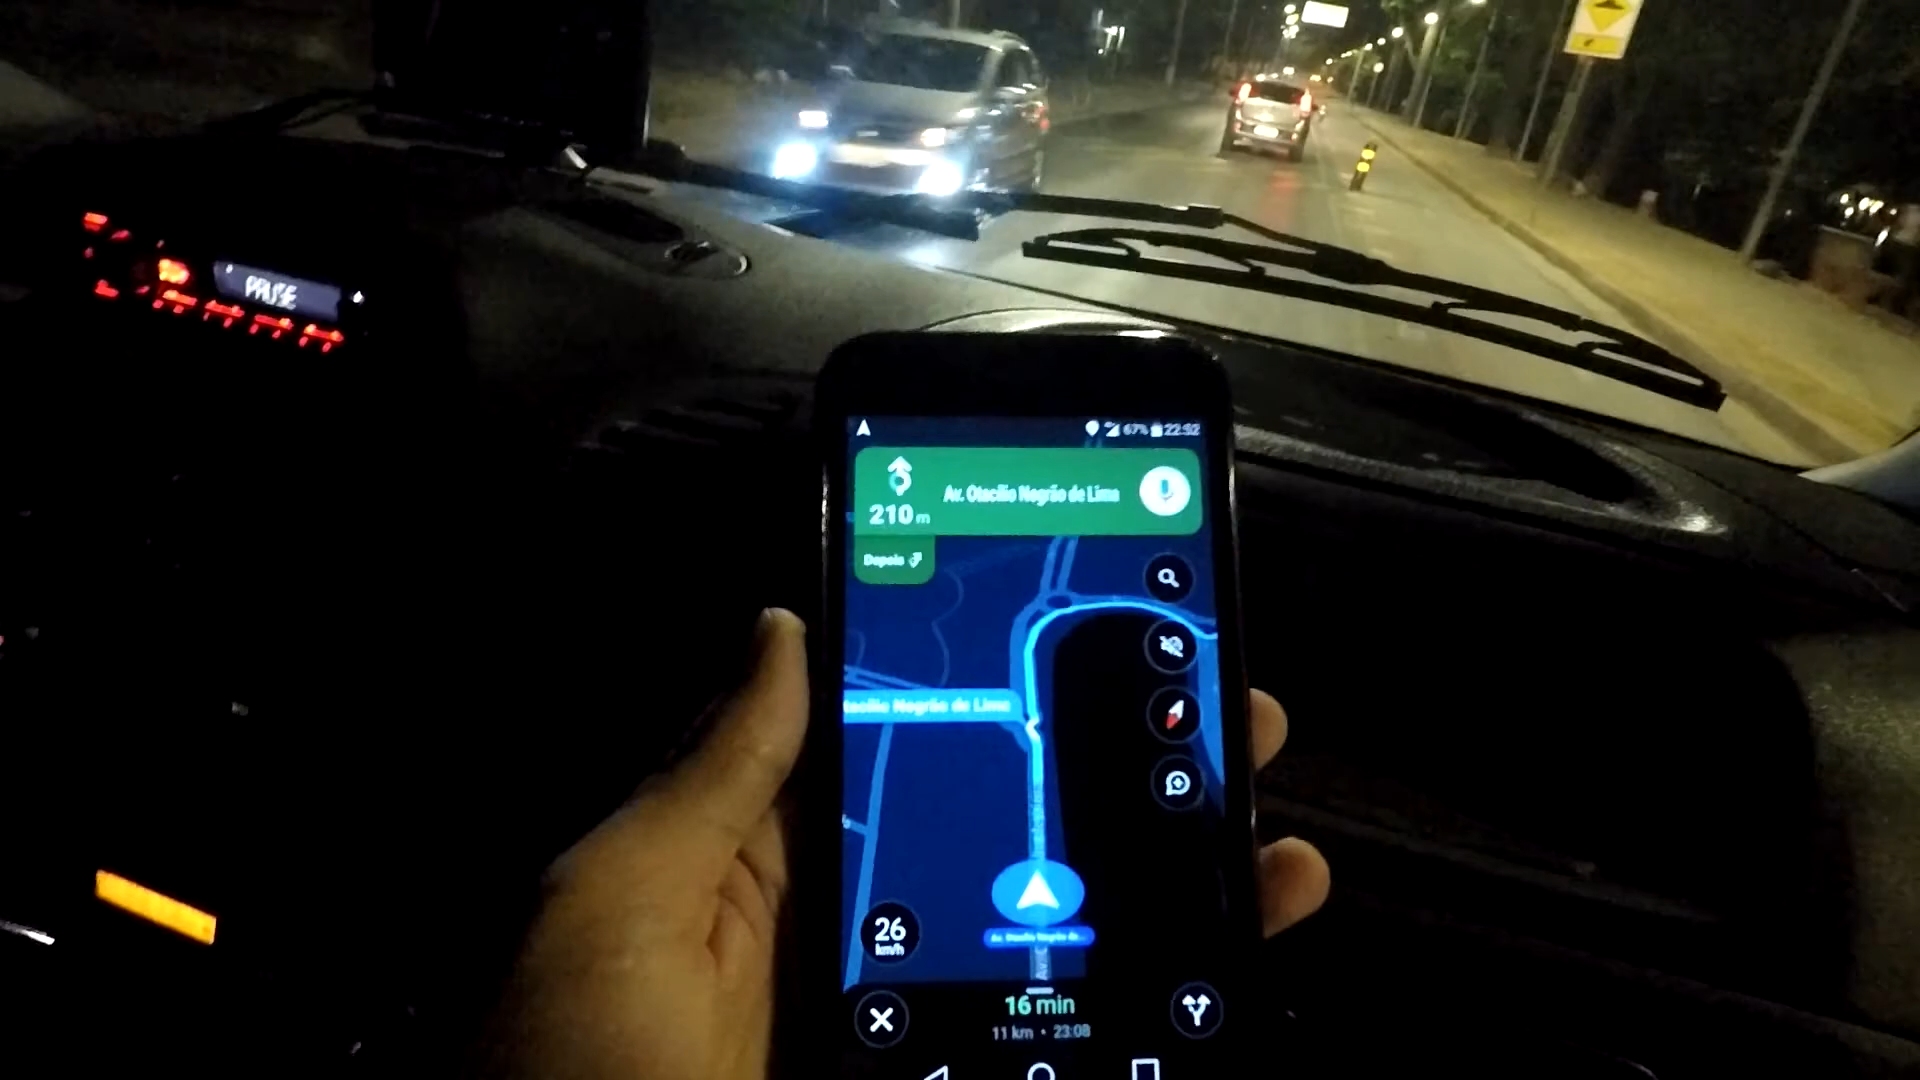 PAUSE
67% 22:52
Av. Otacílio Negrão de Lima
210 m
Depois
Otacílio Negrão de Lima
26
km/h
16 min
11 km • 23:08